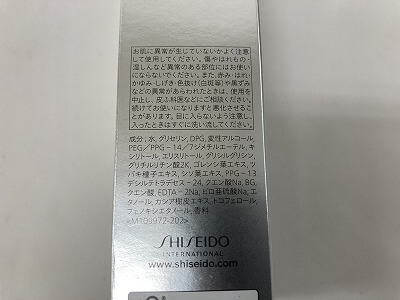 お肌に異常が生じていないかよく注意
して使用してください。傷やはれもの・
湿しんなど異常のある部位にはお使い
にならないでください。また、赤み・はれ・
かゆみ・しげき・色抜け(白斑等)や黒ずみ
などの異常があらわれたときは、使用を
中止し、皮ふ科医などにご相談ください。
続けてお使いになりますと悪化させるこ
とがあります。目に入らないよう注意し、
入ったときはすぐに洗い流してください。
成分:水、グリセリン、DPG、変性アルコール、
PEG/PPG-14/7ジメチルエーテル、キ
シリトール、エリスリトール、グリシルグリシン、
グリチルリチン酸2K、ゴレンシ葉エキス、ツ
バキ種子エキス、シソ葉エキス、PPG-13
デシルテトラデセス-24、クエン酸Na、BG、
クエン酸、EDTA-2Na、ピロ亜硫酸Na、エ
タノール、カシア樹皮エキス、トコフェロール、
フェノキシエタノール、香料
<M109972-202>
SHISEIDO
INTERNATIONAL
www.shiseido.com